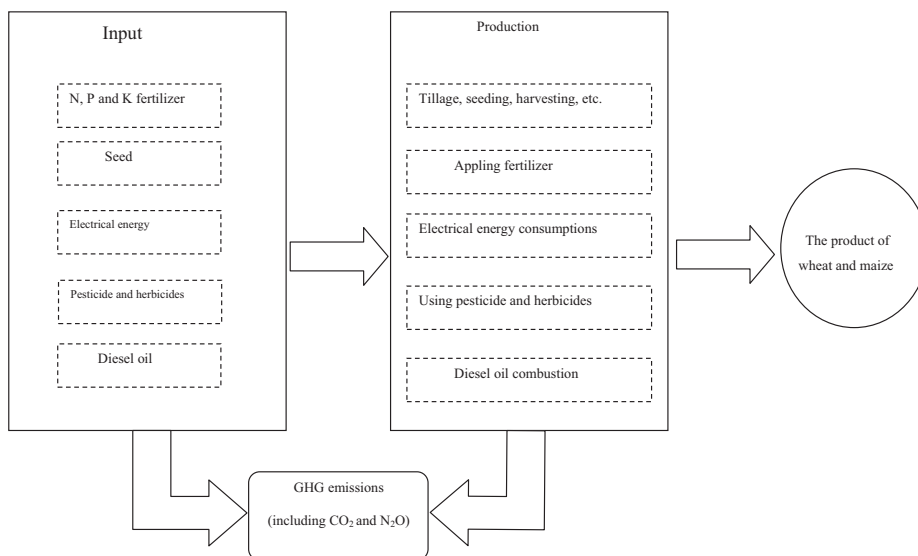 Input
N, P and K fertilizer
Seed
Electrical energy
Pesticide and herbicides
Diesel oil
Production
Tillage, seeding, harvesting, etc.
Appling fertilizer
Electrical energy consumptions
Using pesticide and herbicides
Diesel oil combustion
The product of
wheat and maize
GHG emissions
(including CO₂ and N₂O)